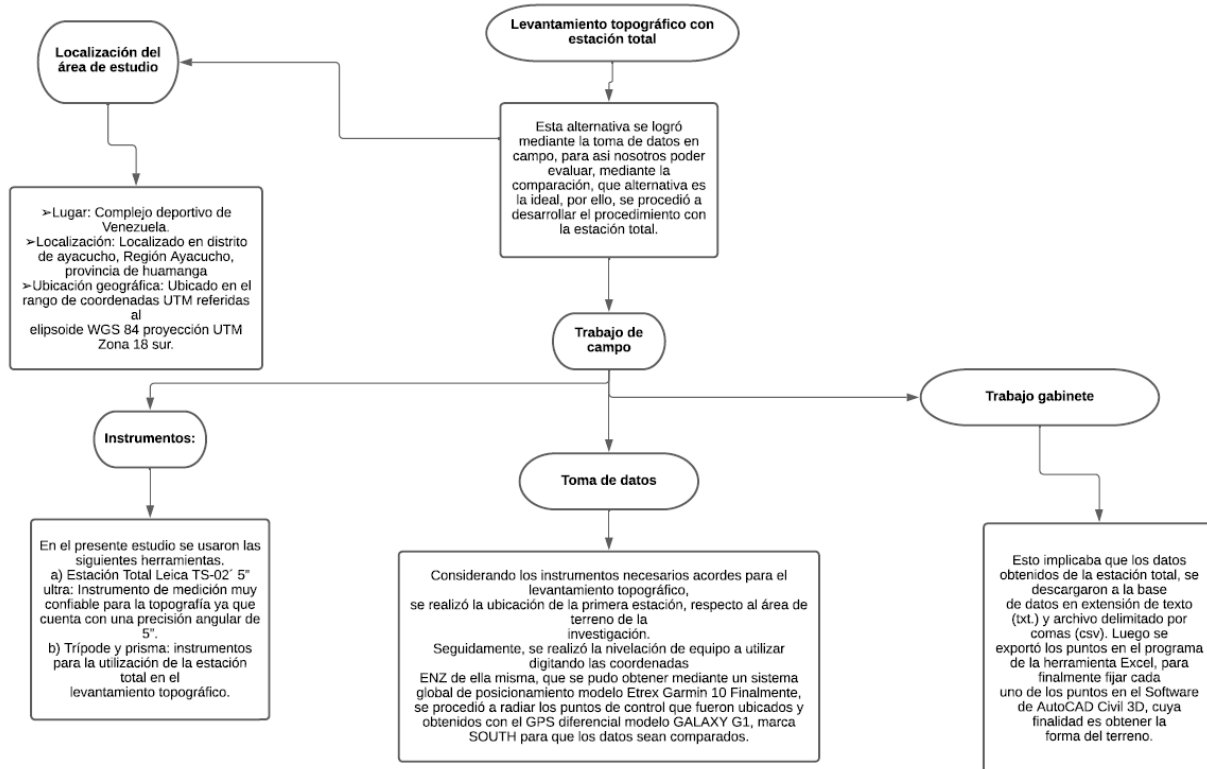 Levantamiento topográfico con
estación total
Localización del
área de estudio
Esta alternativa se logró
mediante la toma de datos en
campo, para asi nosotros poder
evaluar, mediante la
comparación, que alternativa es
la ideal, por ello, se procedió a
desarrollar el procedimiento con
la estación total.
➢Lugar: Complejo deportivo de
Venezuela.
➢Localización: Localizado en distrito
de ayacucho, Región Ayacucho,
provincia de huamanga
➢Ubicación geográfica: Ubicado en el
rango de coordenadas UTM referidas
al
elipsoide WGS 84 proyección UTM
Zona 18 sur.
Trabajo de
campo
Instrumentos:
Toma de datos
Trabajo gabinete
En el presente estudio se usaron las
siguientes herramientas.
a) Estación Total Leica TS-02´ 5"
ultra: Instrumento de medición muy
confiable para la topografía ya que
cuenta con una precisión angular de
5".
b) Trípode y prisma: instrumentos
para la utilización de la estación
total en el
levantamiento topográfico.
Considerando los instrumentos necesarios acordes para el
levantamiento topográfico,
se realizó la ubicación de la primera estación, respecto al área de
terreno de la
investigación.
Seguidamente, se realizó la nivelación de equipo a utilizar
digitando las coordenadas
ENZ de ella misma, que se pudo obtener mediante un sistema
global de posicionamiento modelo Etrex Garmin 10 Finalmente,
se procedió a radiar los puntos de control que fueron ubicados y
obtenidos con el GPS diferencial modelo GALAXY G1, marca
SOUTH para que los datos sean comparados.
Esto implicaba que los datos
obtenidos de la estación total, se
descargaron a la base
de datos en extensión de texto
(txt.) y archivo delimitado por
comas (csv). Luego se
exportó los puntos en el programa
de la herramienta Excel, para
finalmente fijar cada
uno de los puntos en el Software
de AutoCAD Civil 3D, cuya
finalidad es obtener la
forma del terreno.